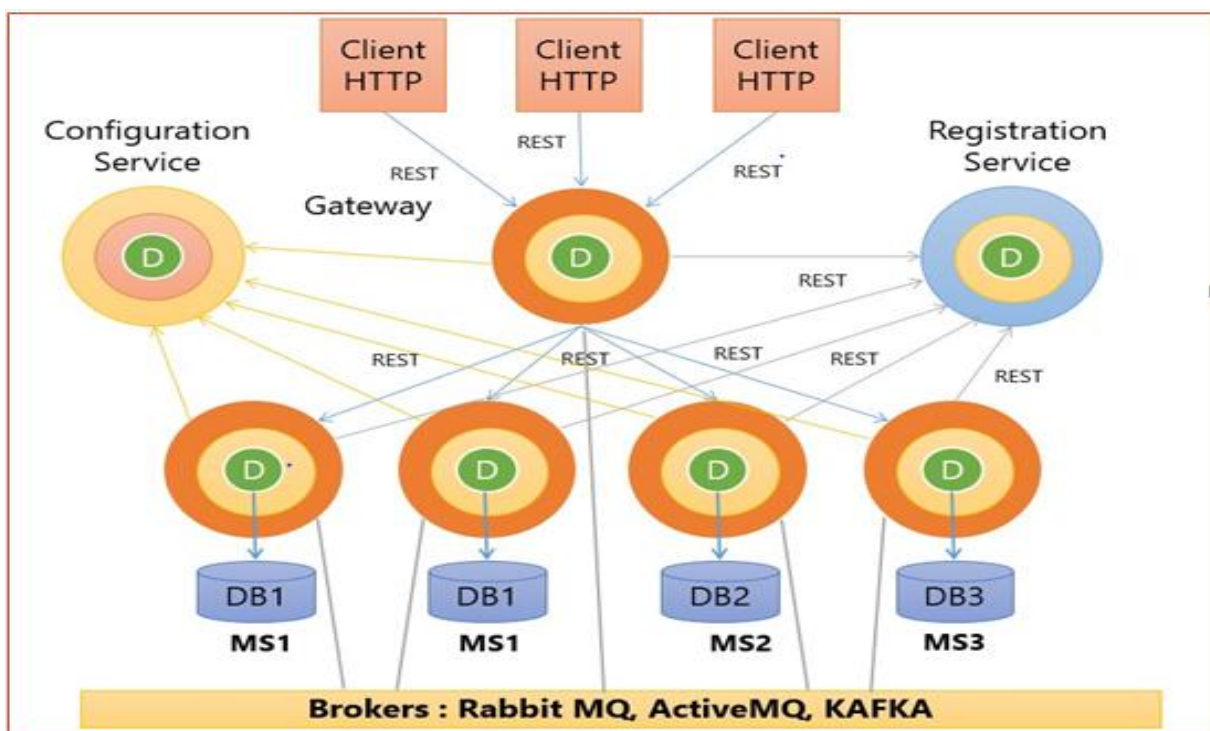 Client
HTTP
Client
HTTP
Client
HTTP
Configuration
Service
Registration
Service
REST
REST
REST
Gateway
D
D
D
REST
REST
REST
REST
REST
REST
D
D
D
D
DB1
DB1
DB2
DB3
MS1
MS1
MS2
MS3
Brokers : Rabbit MQ, ActiveMQ, KAFKA